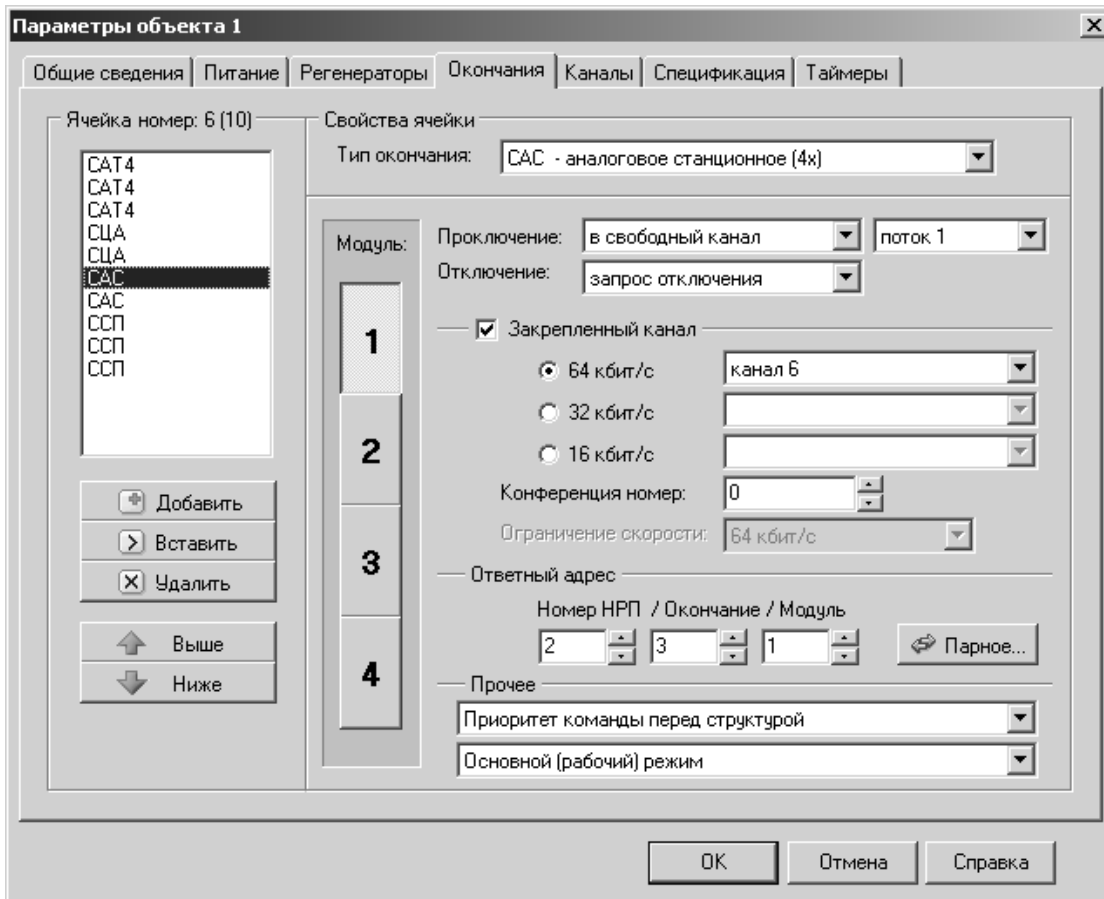 Параметры объекта 1
Общие сведения Питание Регенераторы Окончания Каналы Спецификация Таймеры
Ячейка номер: 6 (10)
САТ4
САТ4
САТ4
СЦА
СЦА
САС
САС
ССП
ССП
ССП
Добавить
Вставить
Удалить
Выше
Ниже
Свойства ячейки
Тип окончания: САС - аналоговое станционное (4х)
Модуль:
1
2
3
4
Проключение: в свободный канал поток 1
Отключение: запрос отключения
Закрепленный канал
64 кбит/с канал 6
32 кбит/с
16 кбит/с
Конференция номер: 0
Ограничение скорости: 64 кбит/с
Ответный адрес
Номер НРП / Окончание / Модуль
2 3 1 Парное...
Прочее
Приоритет команды перед структурой
Основной (рабочий) режим
OK Отмена Справка